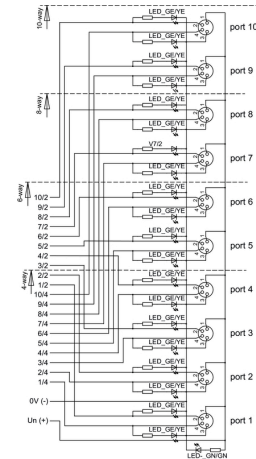 10-way
LED_GE/YE
port 10
LED_GE/YE
LED_GE/YE
port 9
LED_GE/YE
8-way
LED_GE/YE
port 8
LED_GE/YE
V7/2
port 7
LED_GE/YE
6-way
LED_GE/YE
port 6
LED_GE/YE
LED_GE/YE
port 5
LED_GE/YE
4-way
LED_GE/YE
port 4
LED_GE/YE
LED_GE/YE
port 3
LED_GE/YE
LED_GE/YE
port 2
LED_GE/YE
LED_GE/YE
port 1
LED_GE/YE
LED_GN/GN
10/2
9/2
8/2
7/2
6/2
5/2
4/2
3/2
2/2
1/2
10/4
9/4
8/4
7/4
6/4
5/4
4/4
3/4
2/4
1/4
0V (-)
Un (+)